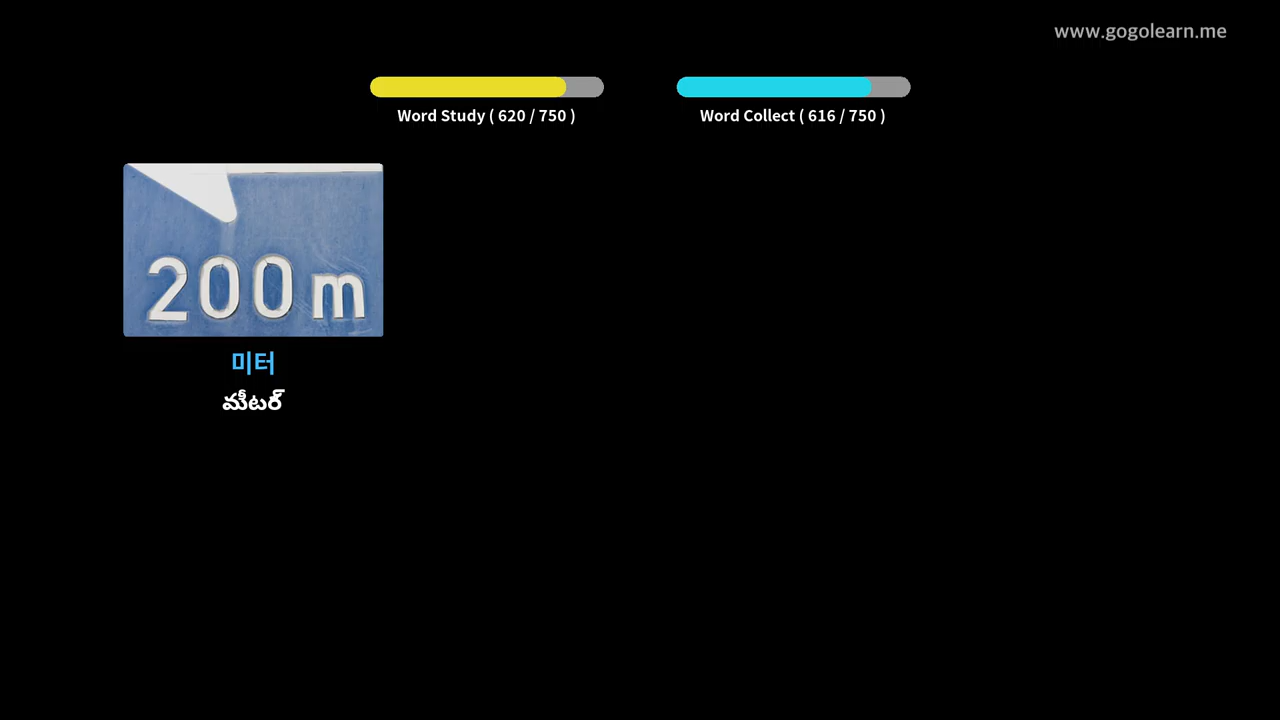 www.gogolearn.me
Word Study ( 620 / 750 )
Word Collect ( 616 / 750 )
200 m
미터
మీటర్